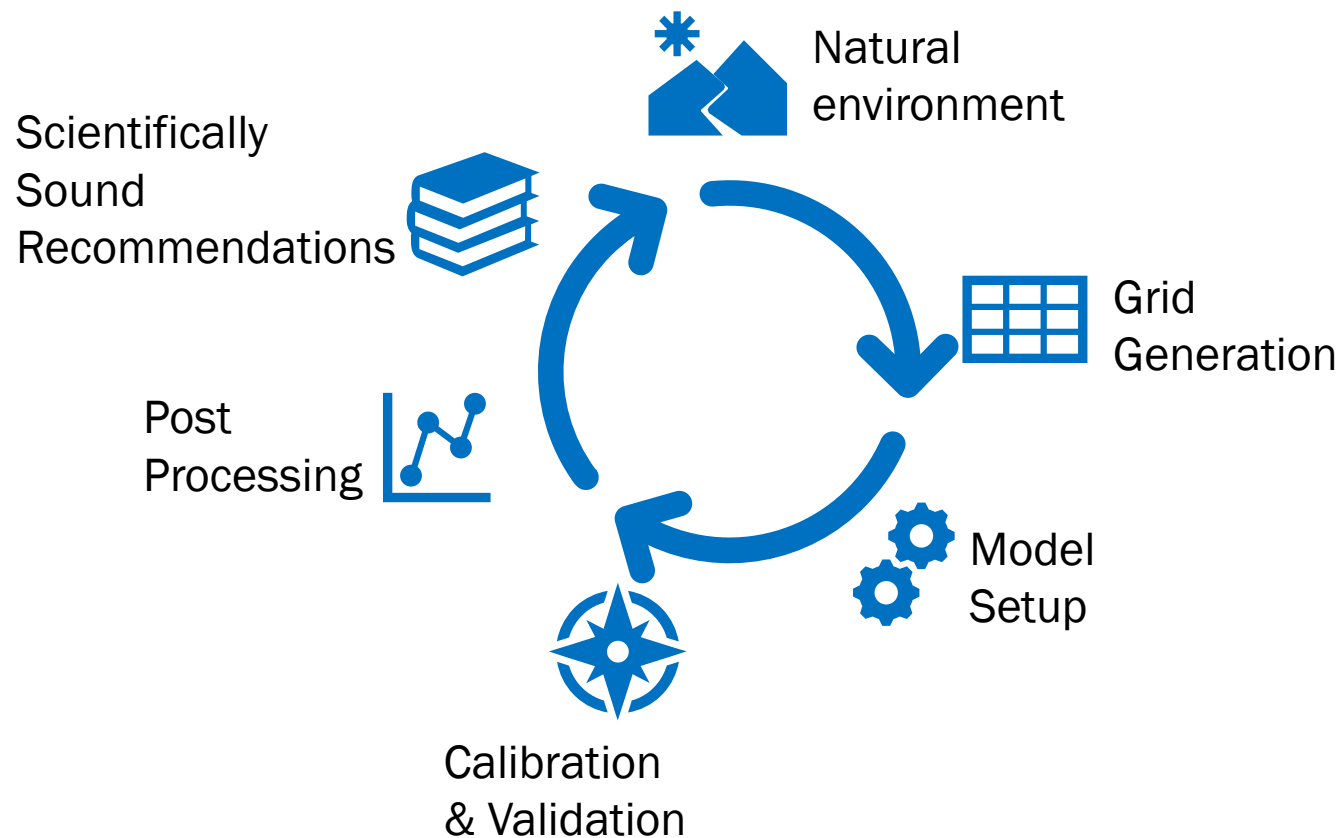 Natural
environment
Grid
Generation
Model
Setup
Calibration
& Validation
Post
Processing
Scientifically
Sound
Recommendations